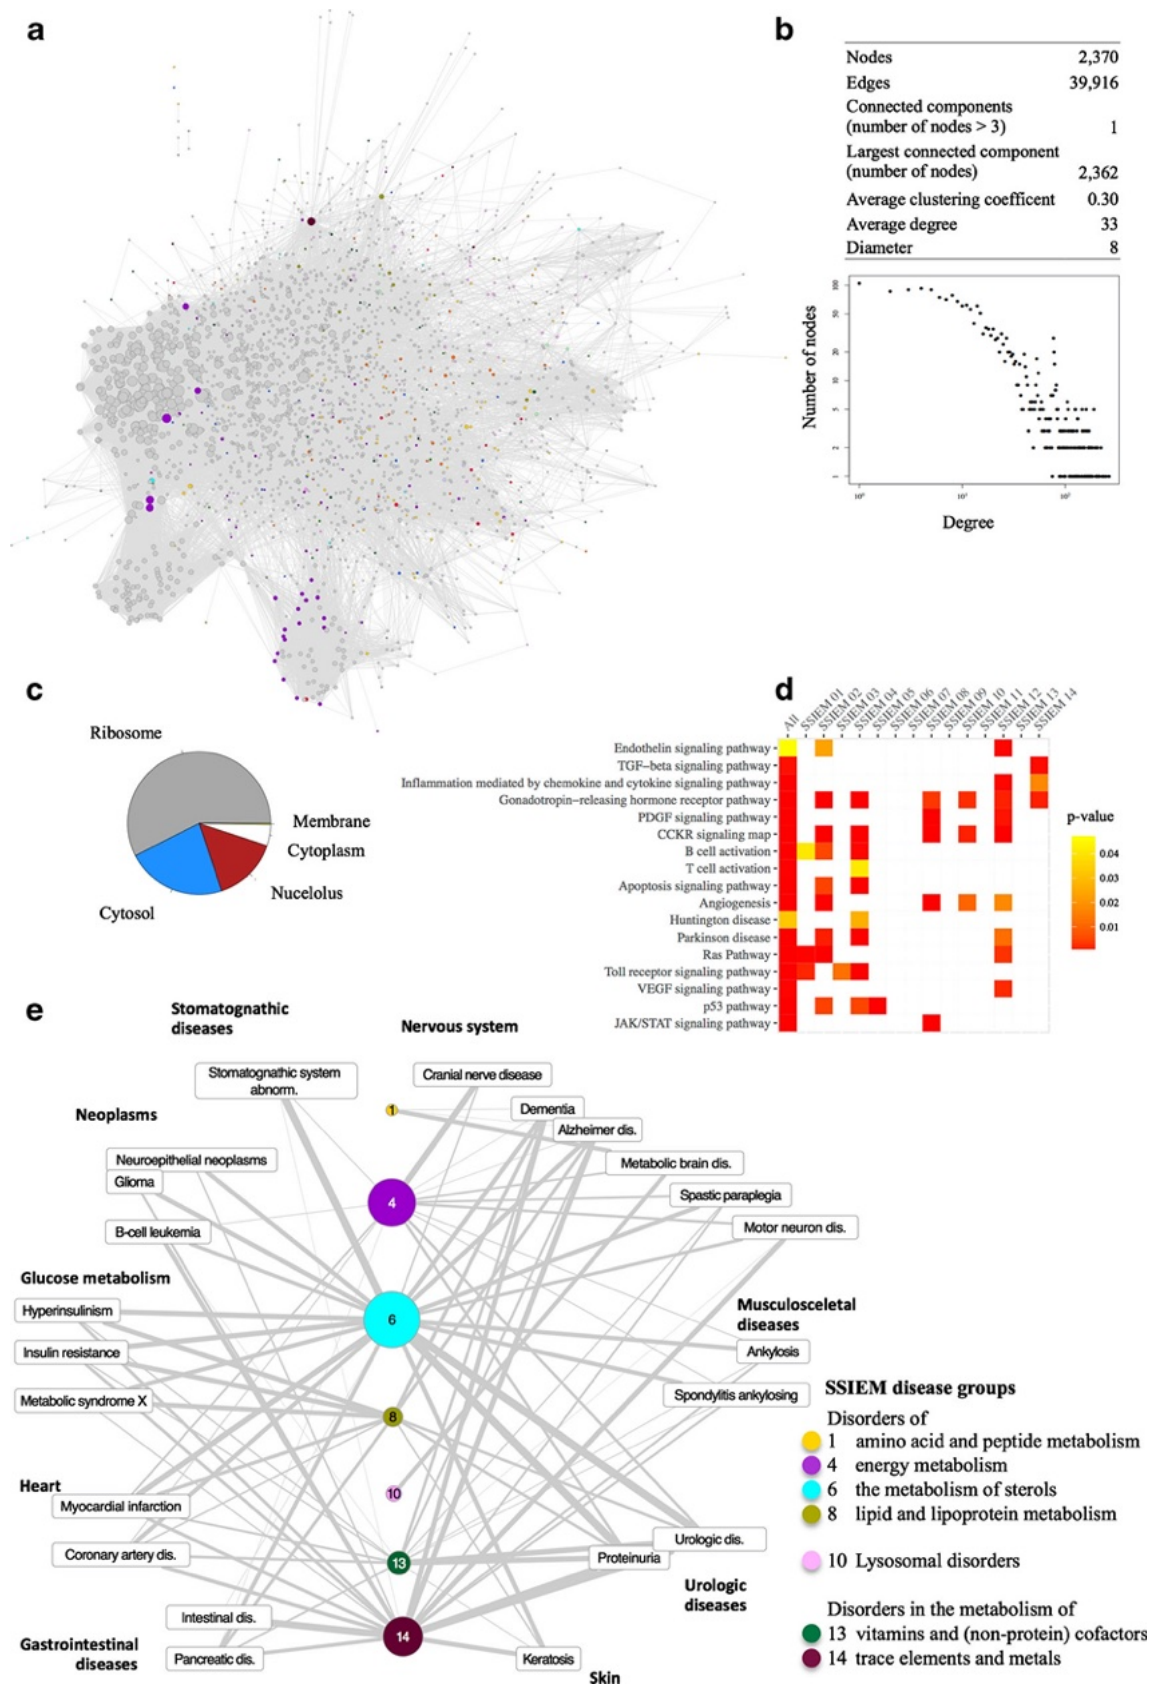 a
b
Nodes 2,370
Edges 39,916
Connected components
(number of nodes > 3) 1
Largest connected component
(number of nodes) 2,362
Average clustering coefficent 0.30
Average degree 33
Diameter 8
Number of nodes
100
50
20
10
5
2
1
10⁰ 10¹ 10²
Degree
c
Ribosome
Membrane
Cytoplasm
Nucelolus
Cytosol
d
All
SSIEM 01
SSIEM 02
SSIEM 03
SSIEM 04
SSIEM 05
SSIEM 06
SSIEM 07
SSIEM 08
SSIEM 09
SSIEM 10
SSIEM 11
SSIEM 12
SSIEM 13
SSIEM 14
Endothelin signaling pathway
TGF−beta signaling pathway
Inflammation mediated by chemokine and cytokine signaling pathway
Gonadotropin−releasing hormone receptor pathway
PDGF signaling pathway
CCKR signaling map
B cell activation
T cell activation
Apoptosis signaling pathway
Angiogenesis
Huntington disease
Parkinson disease
Ras Pathway
Toll receptor signaling pathway
VEGF signaling pathway
p53 pathway
JAK/STAT signaling pathway
p-value
0.04
0.03
0.02
0.01
e
Stomatognathic
diseases
Nervous system
Stomatognathic system
abnorm.
Cranial nerve disease
Neoplasms
1
Dementia
Alzheimer dis.
Neuroepithelial neoplasms
Metabolic brain dis.
Glioma
4
Spastic paraplegia
B-cell leukemia
Motor neuron dis.
Glucose metabolism
Hyperinsulinism
6
Musculosceletal
diseases
Insulin resistance
Ankylosis
Metabolic syndrome X
Spondylitis ankylosing
8
Heart
10
Myocardial infarction
Urologic dis.
Coronary artery dis.
13
Proteinuria
Urologic
diseases
Intestinal dis.
14
Gastrointestinal
diseases
Pancreatic dis.
Keratosis
Skin
SSIEM disease groups
Disorders of
1 amino acid and peptide metabolism
4 energy metabolism
6 the metabolism of sterols
8 lipid and lipoprotein metabolism
10 Lysosomal disorders
Disorders in the metabolism of
13 vitamins and (non-protein) cofactors
14 trace elements and metals